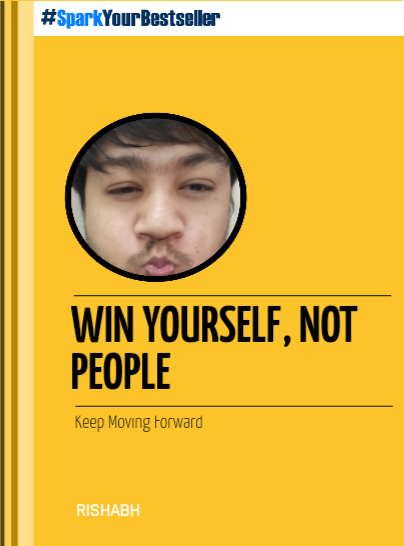 #SparkYourBestseller
WIN YOURSELF, NOT
PEOPLE
Keep Moving Forward
RISHABH